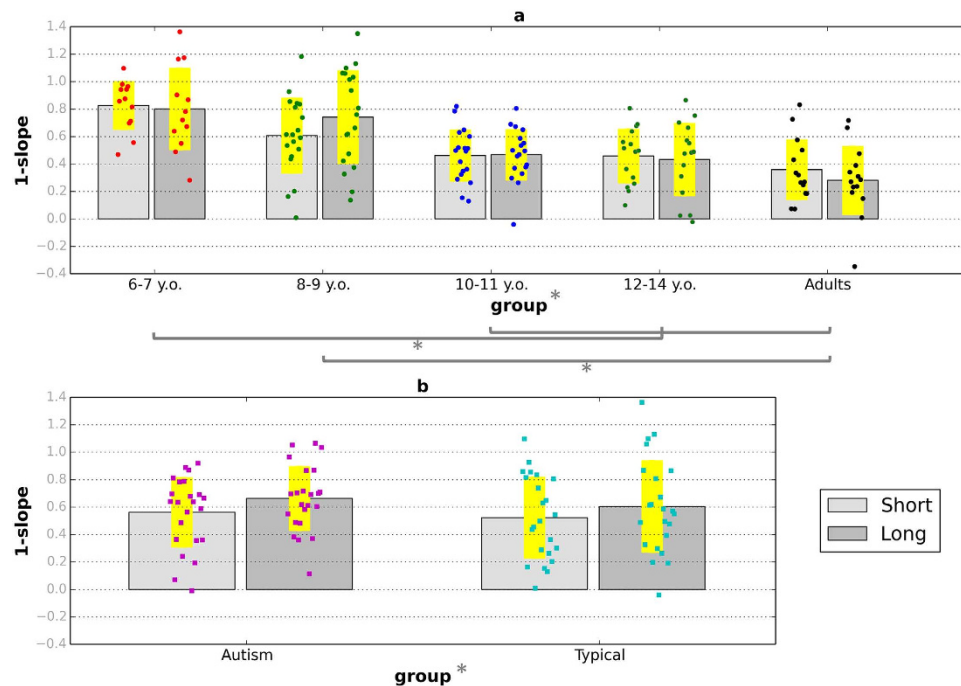 a
1.4
1.2
1.0
0.8
0.6
0.4
0.2
0.0
−0.2
−0.4
1-slope
6-7 y.o. 8-9 y.o. 10-11 y.o. 12-14 y.o. Adults
group *
*
*
b
1.4
1.2
1.0
0.8
0.6
0.4
0.2
0.0
−0.2
−0.4
1-slope
Short
Long
Autism Typical
group *